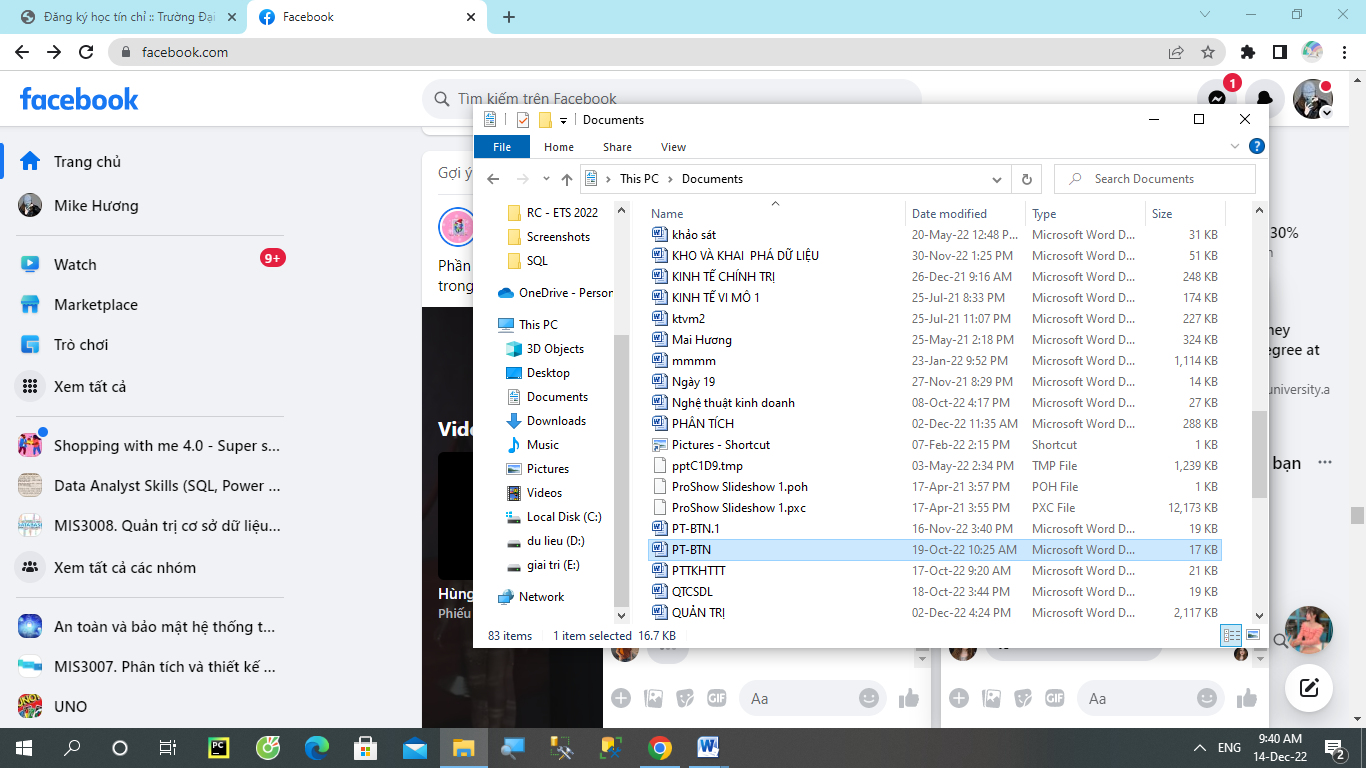 Đăng ký học tín chỉ :: Trường Đại
Facebook
facebook.com
facebook
Tìm kiếm trên Facebook
1
Trang chủ
Mike Hương
Watch
9+
Marketplace
Trò chơi
Xem tất cả
Shopping with me 4.0 - Super s...
Data Analyst Skills (SQL, Power ...
MIS3008. Quản trị cơ sở dữ liệu...
Xem tất cả các nhóm
An toàn và bảo mật hệ thống t...
MIS3007. Phân tích và thiết kế ...
UNO
Gợi ý
Phần
trong
Hùng
Phiếu
Documents
File Home Share View
This PC > Documents
Search Documents
RC - ETS 2022
Screenshots
SQL
OneDrive - Person
This PC
3D Objects
Desktop
Documents
Downloads
Music
Pictures
Videos
Local Disk (C:)
du lieu (D:)
giai tri (E:)
Network
Name Date modified Type Size
khảo sát 20-May-22 12:48 P... Microsoft Word D... 31 KB
KHO VÀ KHAI PHÁ DỮ LIỆU 30-Nov-22 1:25 PM Microsoft Word D... 51 KB
KINH TẾ CHÍNH TRỊ 26-Dec-21 9:16 AM Microsoft Word D... 248 KB
KINH TẾ VI MÔ 1 25-Jul-21 8:33 PM Microsoft Word D... 174 KB
ktvm2 25-Jul-21 11:07 PM Microsoft Word D... 227 KB
Mai Hương 25-May-21 2:18 PM Microsoft Word D... 324 KB
mmmm 23-Jan-22 9:52 PM Microsoft Word D... 1,114 KB
Ngày 19 27-Nov-21 8:29 PM Microsoft Word D... 14 KB
Nghệ thuật kinh doanh 08-Oct-22 4:17 PM Microsoft Word D... 27 KB
PHÂN TÍCH 02-Dec-22 11:35 AM Microsoft Word D... 288 KB
Pictures - Shortcut 07-Feb-22 2:15 PM Shortcut 1 KB
pptC1D9.tmp 03-May-22 2:34 PM TMP File 1,239 KB
ProShow Slideshow 1.poh 17-Apr-21 3:57 PM POH File 1 KB
ProShow Slideshow 1.pxc 17-Apr-21 3:55 PM PXC File 12,173 KB
PT-BTN.1 16-Nov-22 3:40 PM Microsoft Word D... 19 KB
PT-BTN 19-Oct-22 10:25 AM Microsoft Word D... 17 KB
PTTKHTTT 17-Oct-22 9:20 AM Microsoft Word D... 21 KB
QTCSDL 18-Oct-22 3:44 PM Microsoft Word D... 19 KB
QUẢN TRỊ 02-Dec-22 4:24 PM Microsoft Word D... 2,117 KB
83 items 1 item selected 16.7 KB
30%
ney
egree at
university.a
bạn
GIF Aa
GIF Aa
PC
ENG
9:40 AM
14-Dec-22
2